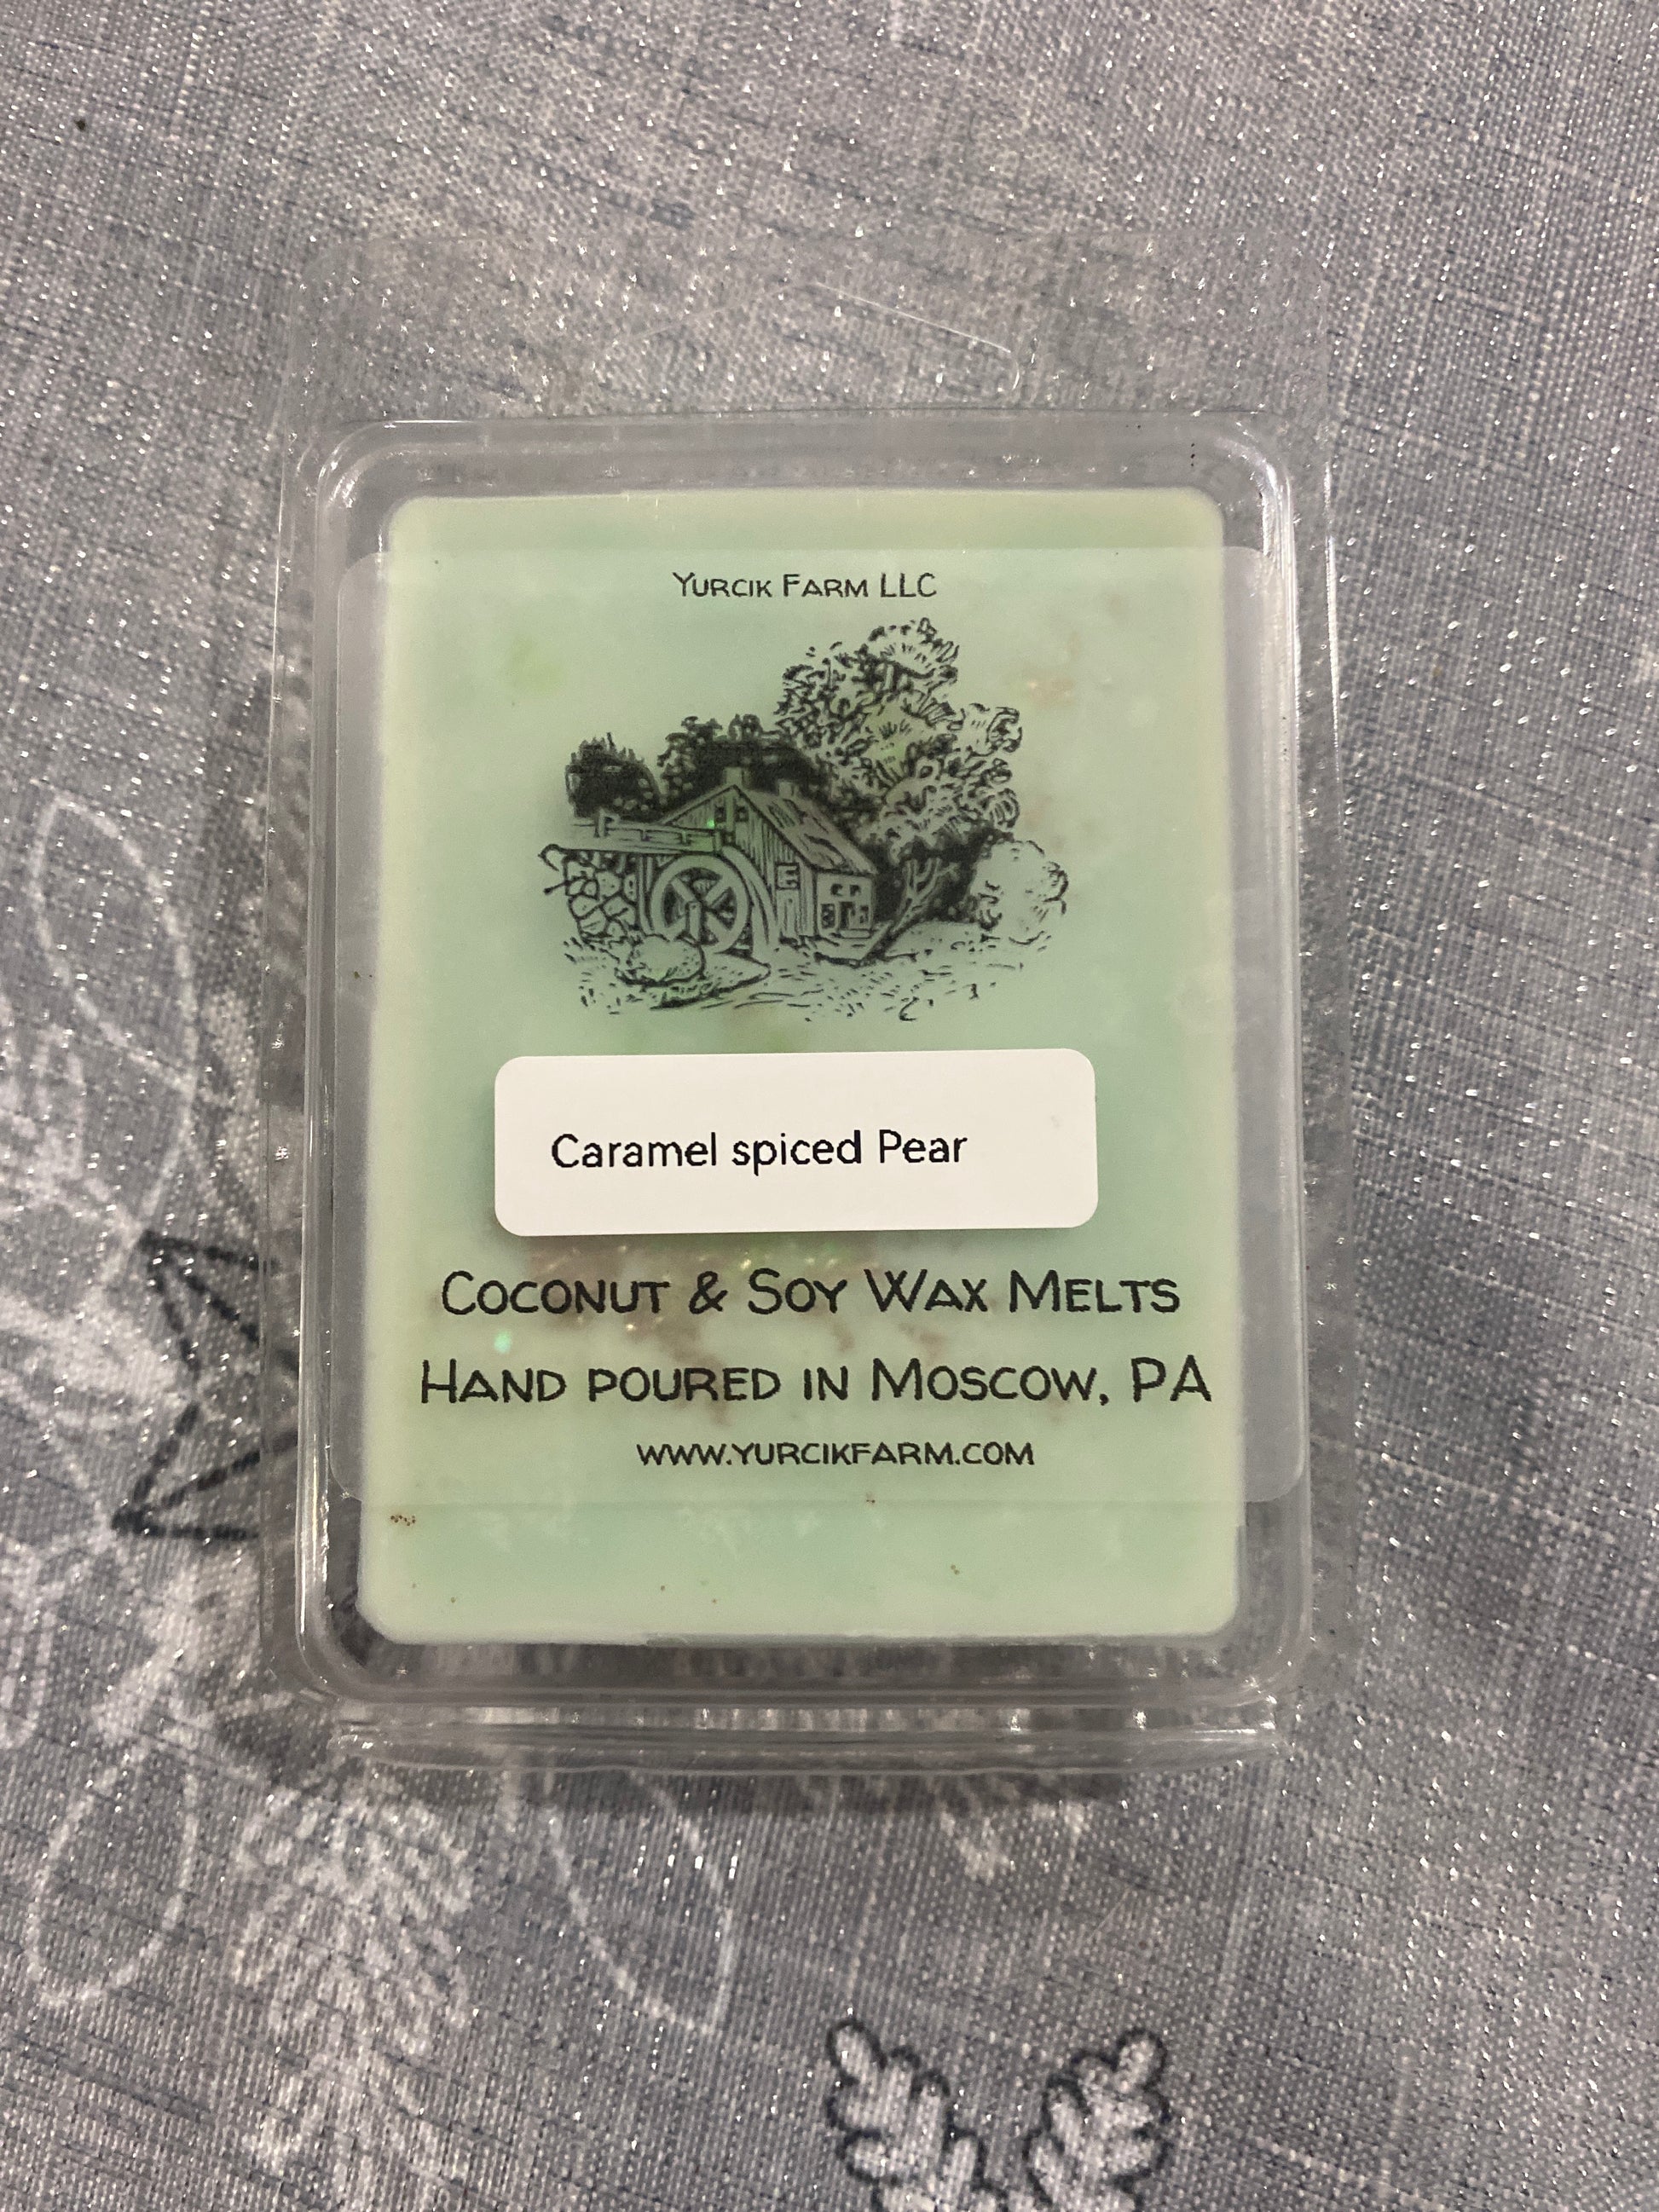 Yurcik Farm LLC
Caramel spiced Pear
Coconut & Soy Wax Melts
Hand poured in Moscow, PA
www.yurcikfarm.com